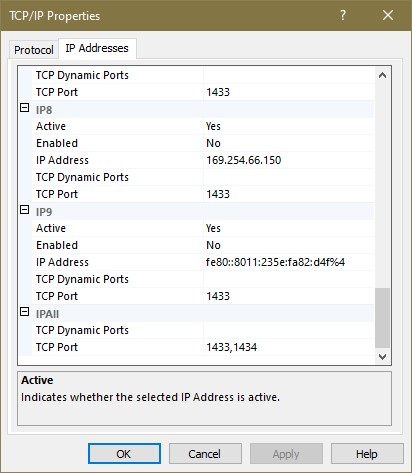 TCP/IP Properties
Protocol IP Addresses
TCP Dynamic Ports
TCP Port 1433
IP8
Active Yes
Enabled No
IP Address 169.254.66.150
TCP Dynamic Ports
TCP Port 1433
IP9
Active Yes
Enabled No
IP Address fe80::8011:235e:fa82:d4f%4
TCP Dynamic Ports
TCP Port 1433
IPAll
TCP Dynamic Ports
TCP Port 1433,1434
Active
Indicates whether the selected IP Address is active.
OK Cancel Apply Help